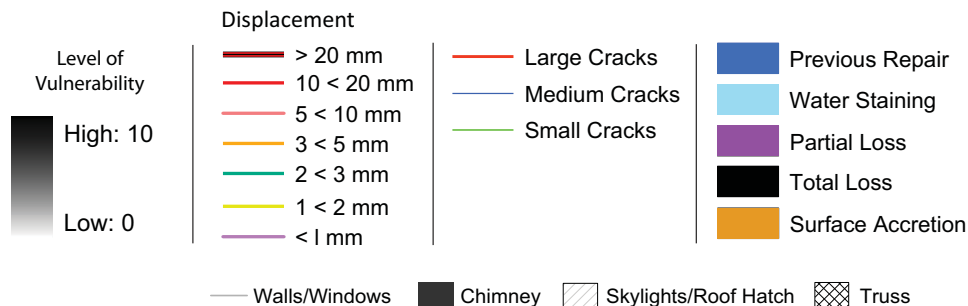 Level of
Vulnerability
High: 10
Low: 0
Displacement
> 20 mm
10 < 20 mm
5 < 10 mm
3 < 5 mm
2 < 3 mm
1 < 2 mm
< I mm
Large Cracks
Medium Cracks
Small Cracks
Previous Repair
Water Staining
Partial Loss
Total Loss
Surface Accretion
Walls/Windows
Chimney
Skylights/Roof Hatch
Truss